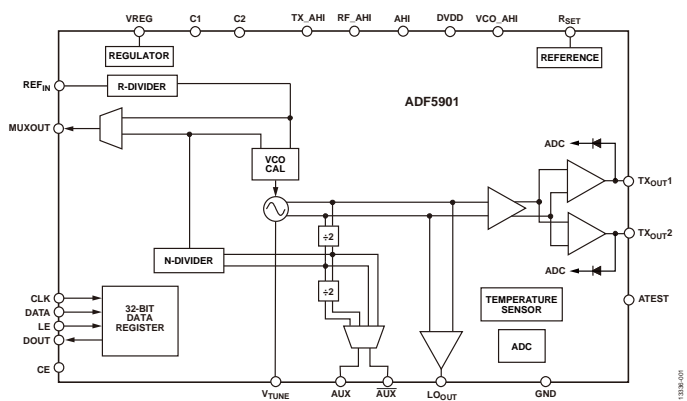 VREG C1 C2 TX_AHI RF_AHI AHI DVDD VCO_AHI RSET
REGULATOR
REFERENCE
REFIN
R-DIVIDER
ADF5901
MUXOUT
ADC
VCO
CAL
TXOUT1
÷2
TXOUT2
N-DIVIDER
ADC
÷2
CLK
DATA
LE
DOUT
32-BIT
DATA
REGISTER
TEMPERATURE
SENSOR
ATEST
ADC
CE
VTUNE AUX AUX LOOUT GND
13336-001